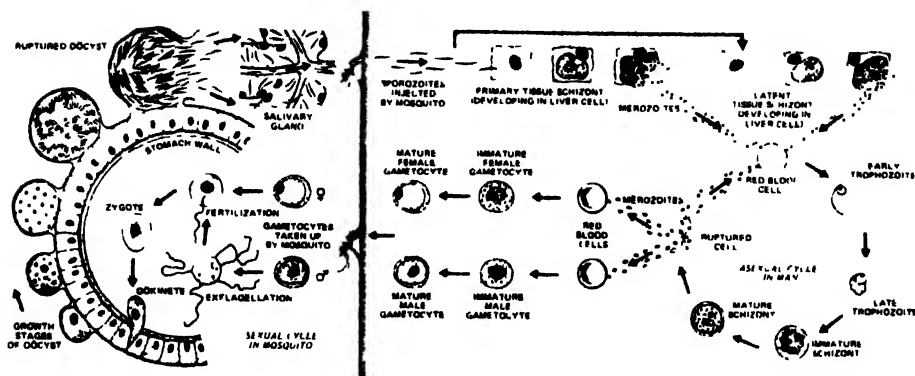 RUPTURED OOCYST
SALIVARY
GLAND
STOMACH WALL
ZYGOTE
FERTILIZATION
GAMETOCYTES
TAKEN UP
BY MOSQUITO
OOKINETE
EXFLAGELLATION
GROWTH
STAGES
OF OOCYST
SEXUAL CYCLE
IN MOSQUITO
SPOROZOITES
INJECTED
BY MOSQUITO
PRIMARY TISSUE SCHIZONT
(DEVELOPING IN LIVER CELL)
MEROZOITES
LATENT
TISSUE SCHIZONT
DEVELOPING IN
LIVER CELL)
MATURE
FEMALE
GAMETOCYTE
IMMATURE
FEMALE
GAMETOCYTE
MEROZOITES
RED BLOOD
CELL
EARLY
TROPHOZOITE
RED
BLOOD
CELLS
RUPTURED
CELL
ASEXUAL CYCLE
IN MAN
MATURE
MALE
GAMETOCYTE
IMMATURE
MALE
GAMETOLYTE
MATURE
SCHIZONT
LATE
TROPHOZOITE
IMMATURE
SCHIZONT